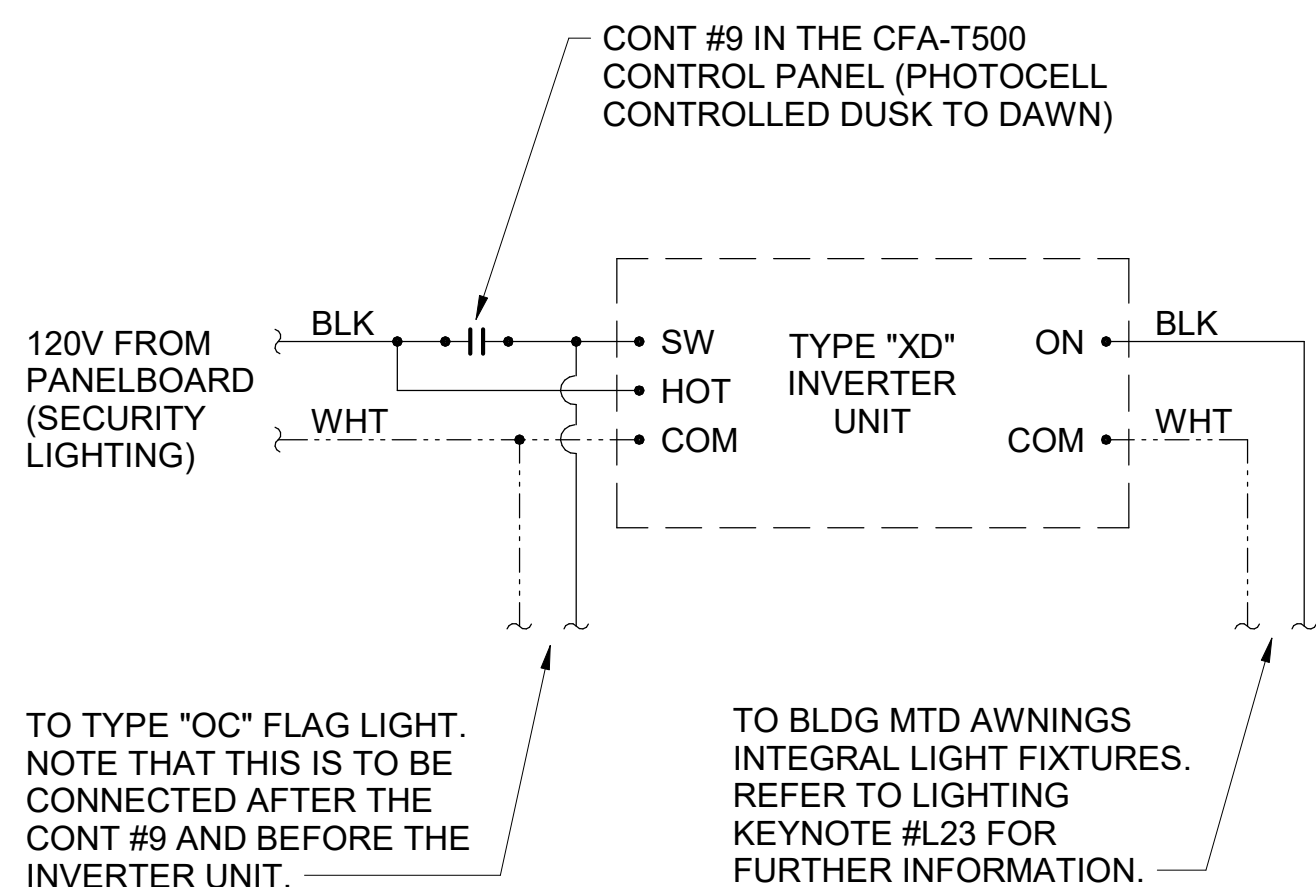 CONT #9 IN THE CFA-T500
CONTROL PANEL (PHOTOCELL
CONTROLLED DUSK TO DAWN)
120V FROM
PANELBOARD
(SECURITY
LIGHTING)
BLK
WHT
SW
HOT
COM
TYPE "XD"
INVERTER
UNIT
ON
COM
BLK
WHT
TO TYPE "OC" FLAG LIGHT.
NOTE THAT THIS IS TO BE
CONNECTED AFTER THE
CONT #9 AND BEFORE THE
INVERTER UNIT.
TO BLDG MTD AWNINGS
INTEGRAL LIGHT FIXTURES.
REFER TO LIGHTING
KEYNOTE #L23 FOR
FURTHER INFORMATION.